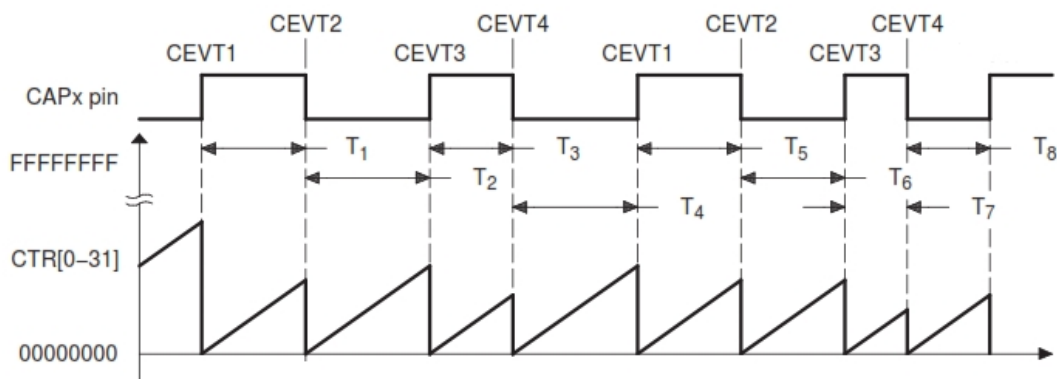 CEVT2 CEVT4 CEVT2 CEVT4
CEVT1 CEVT3 CEVT1 CEVT3
CAPx pin
T1 T3 T5 T8
FFFFFFFF
T2 T6
T4 T7
CTR[0–31]
00000000